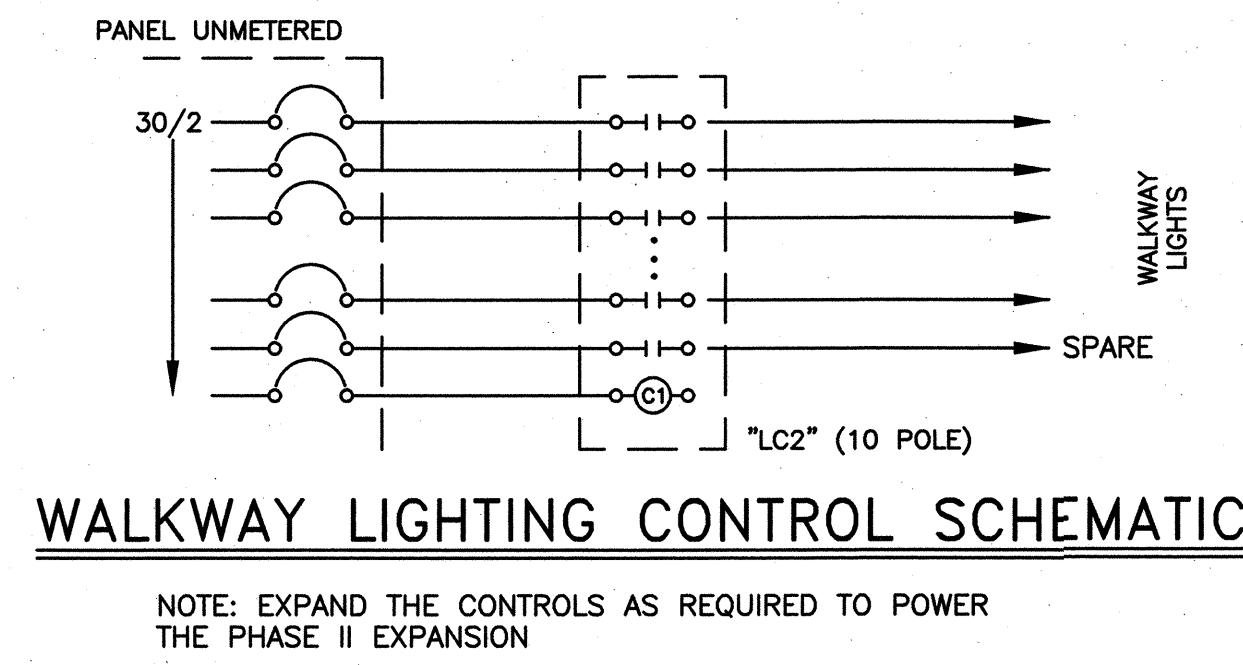 PANEL UNMETERED
30/2
WALKWAY
LIGHTS
SPARE
C1
"LC2" (10 POLE)
WALKWAY LIGHTING CONTROL SCHEMATIC
NOTE: EXPAND THE CONTROLS AS REQUIRED TO POWER
THE PHASE II EXPANSION